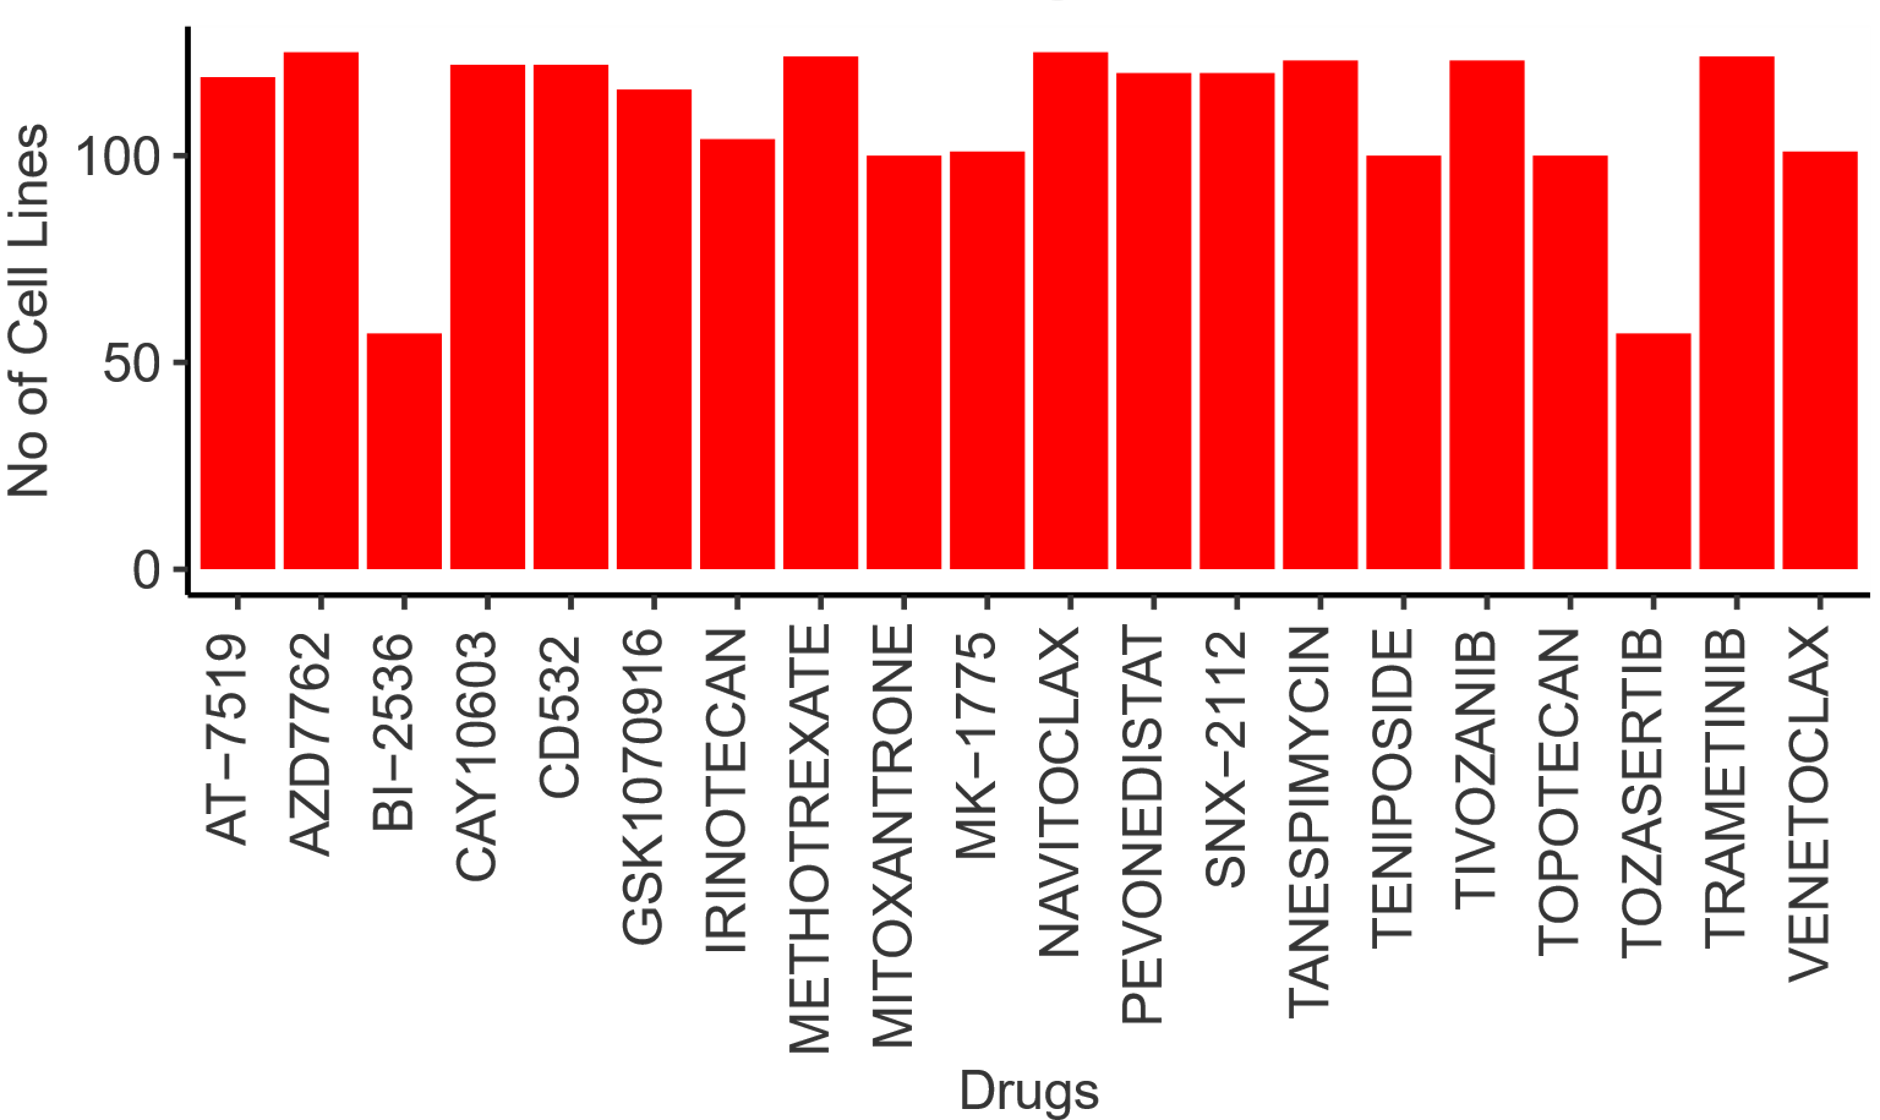 No of Cell Lines
100
50
0
AT−7519
AZD7762
BI−2536
CAY10603
CD532
GSK1070916
IRINOTECAN
METHOTREXATE
MITOXANTRONE
MK−1775
NAVITOCLAX
PEVONEDISTAT
SNX−2112
TANESPIMYCIN
TENIPOSIDE
TIVOZANIB
TOPOTECAN
TOZASERTIB
TRAMETINIB
VENETOCLAX
Drugs